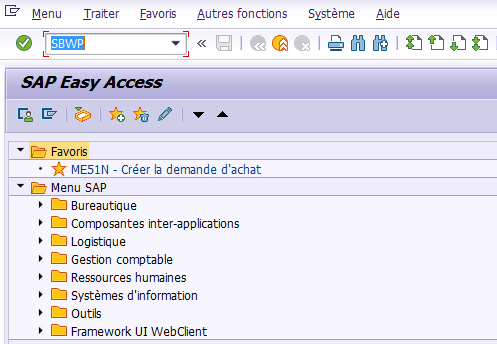 Menu Traiter Favoris Autres fonctions Système Aide
SBWP
SAP Easy Access
Favoris
ME51N - Créer la demande d'achat
Menu SAP
Bureautique
Composantes inter-applications
Logistique
Gestion comptable
Ressources humaines
Systèmes d'information
Outils
Framework UI WebClient